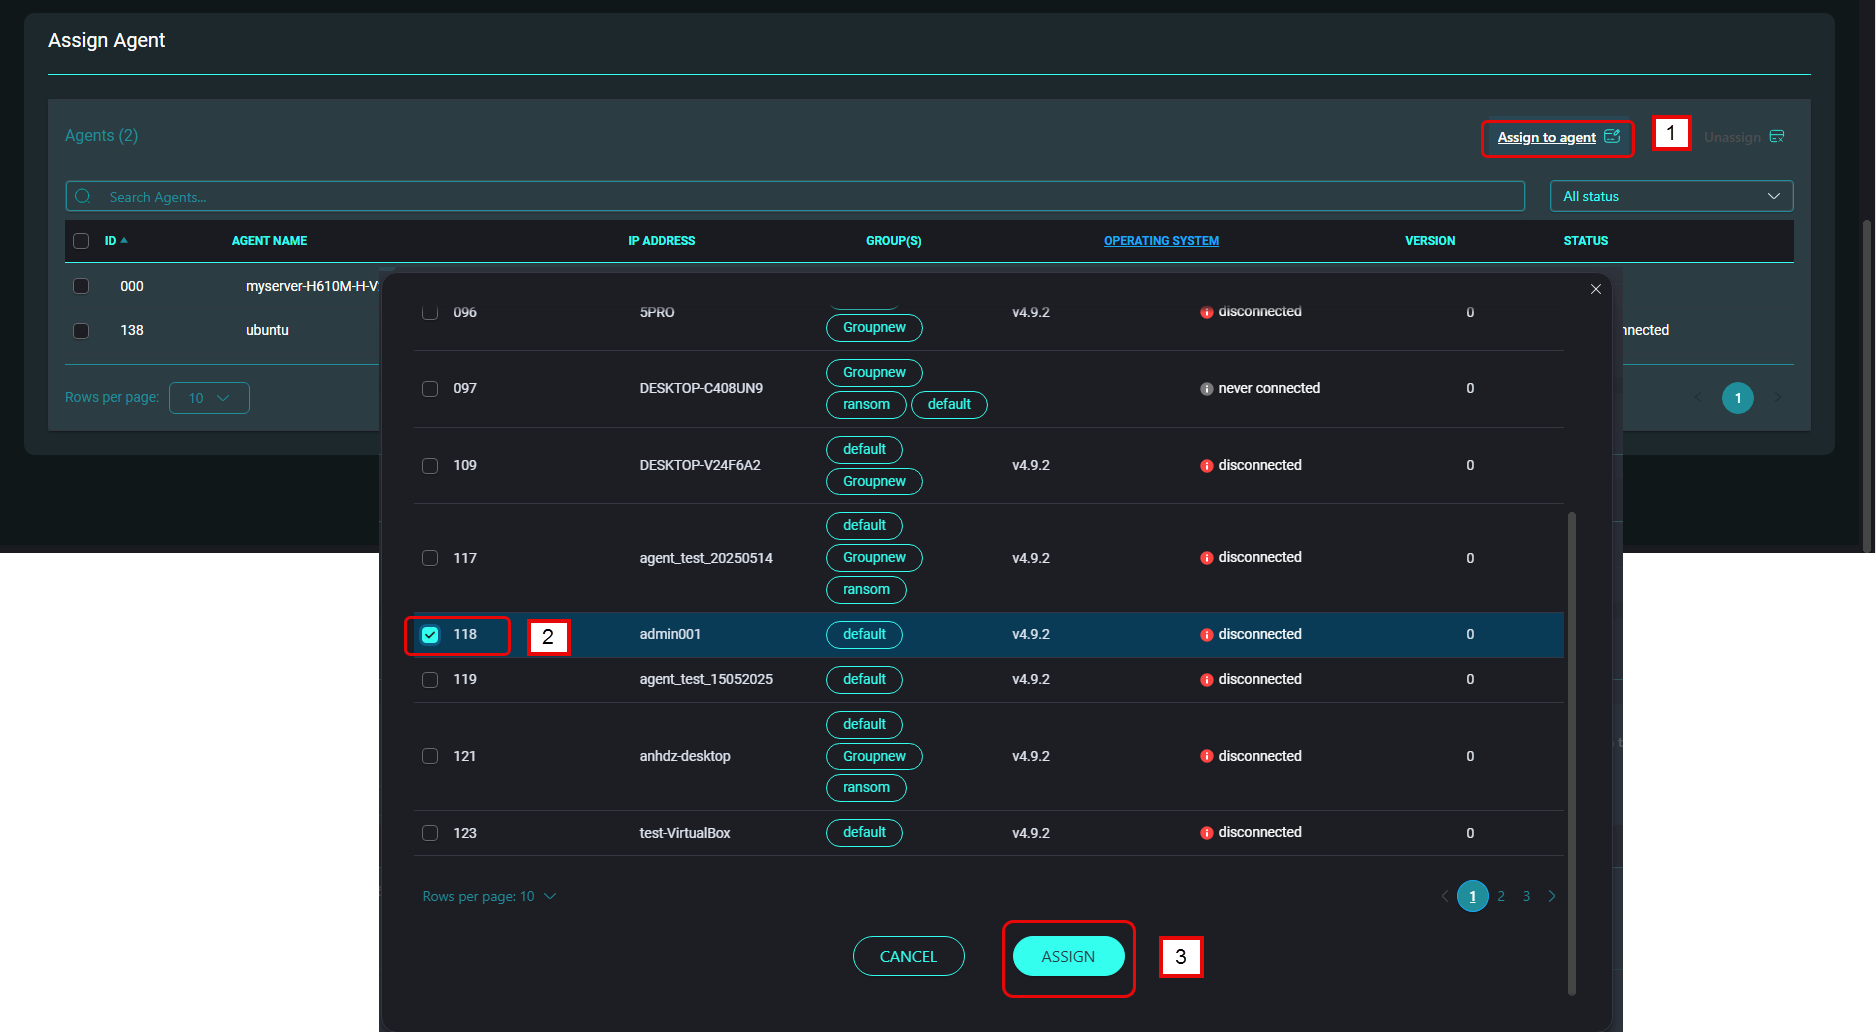 Assign Agent
Agents (2)
Assign to agent
1
Unassign
Search Agents...
All status
ID AGENT NAME IP ADDRESS GROUP(S) OPERATING SYSTEM VERSION STATUS
000 myserver-H610M-H-V
138 ubuntu
nnected
Rows per page: 10
1
096 5PRO Groupnew v4.9.2 disconnected 0
097 DESKTOP-C408UN9 Groupnew ransom default never connected 0
109 DESKTOP-V24F6A2 default Groupnew v4.9.2 disconnected 0
117 agent_test_20250514 default Groupnew ransom v4.9.2 disconnected 0
118 2 admin001 default v4.9.2 disconnected 0
119 agent_test_15052025 default v4.9.2 disconnected 0
121 anhdz-desktop default Groupnew ransom v4.9.2 disconnected 0
123 test-VirtualBox default v4.9.2 disconnected 0
Rows per page: 10
1 2 3
CANCEL ASSIGN 3